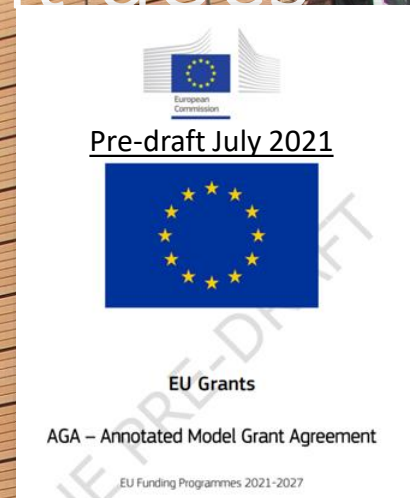 European
Commission
Pre-draft July 2021
EU Grants
AGA – Annotated Model Grant Agreement
EU Funding Programmes 2021-2027